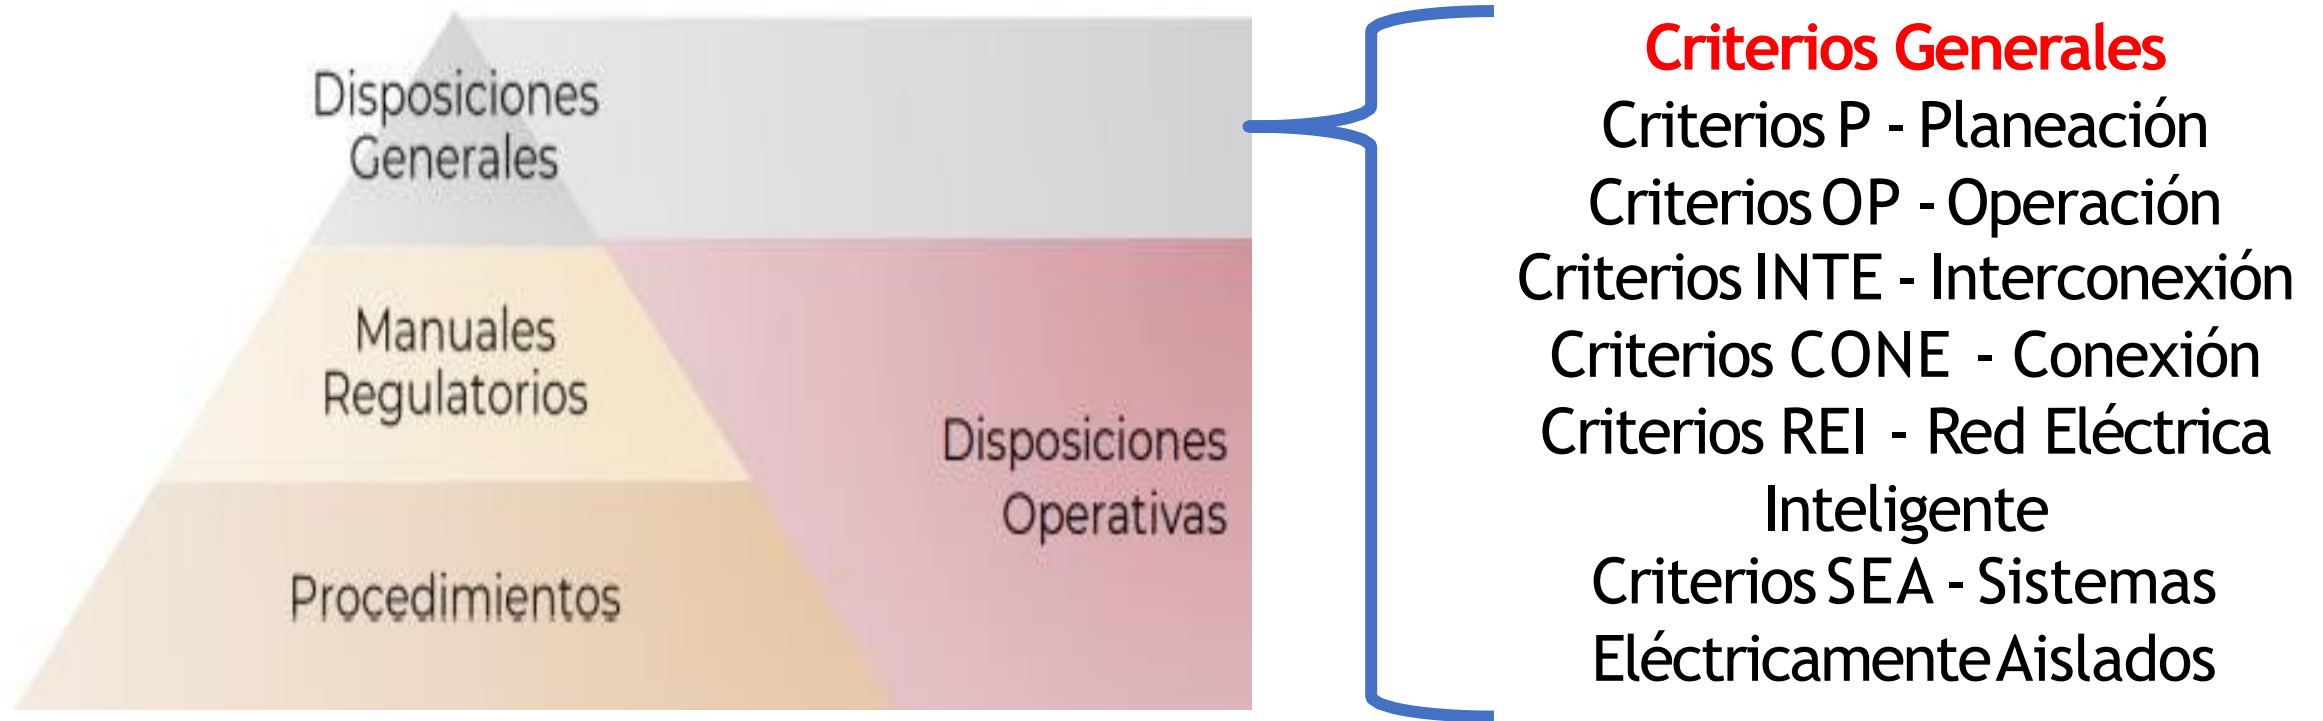 Disposiciones
Generales
Manuales
Regulatorios
Procedimientos
Disposiciones
Operativas
Criterios Generales
Criterios P - Planeación
Criterios OP - Operación
Criterios INTE - Interconexión
Criterios CONE - Conexión
Criterios REI - Red Eléctrica
Inteligente
Criterios SEA - Sistemas
Eléctricamente Aislados